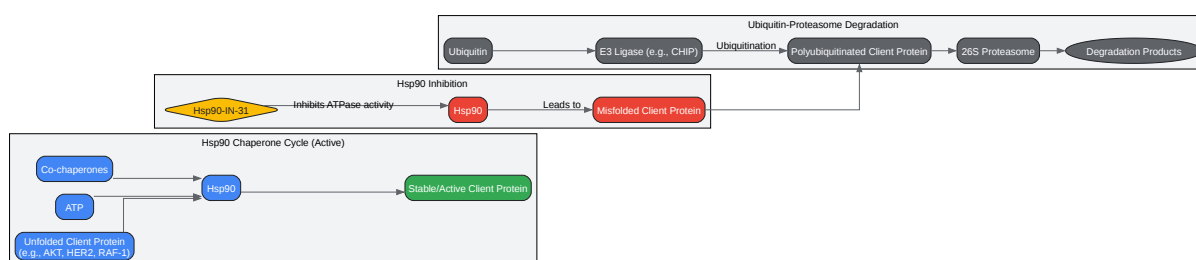 Ubiquitin-Proteasome Degradation
Ubiquitin
E3 Ligase (e.g., CHIP)
Ubiquitination
Polyubiquitinated Client Protein
26S Proteasome
Degradation Products
Hsp90 Inhibition
Hsp90-IN-31
Inhibits ATPase activity
Hsp90
Leads to
Misfolded Client Protein
Hsp90 Chaperone Cycle (Active)
Co-chaperones
Hsp90
Stable/Active Client Protein
ATP
Unfolded Client Protein
(e.g., AKT, HER2, RAF-1)